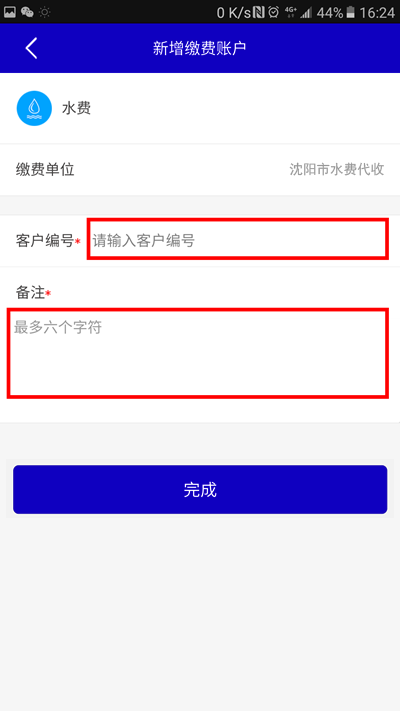 0 K/s 4G+ 44% 16:24
新增缴费账户
水费
缴费单位 沈阳市水费代收
客户编号* 请输入客户编号
备注*
最多六个字符
完成